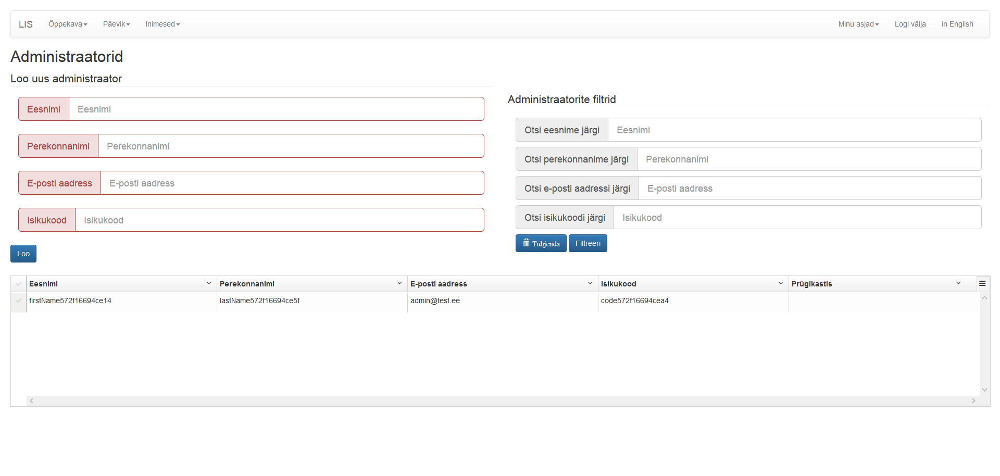 LIS Õppekava Päevik Inimesed Minu asjad Logi välja in English
Administraatorid
Loo uus administraator
Eesnimi Eesnimi
Perekonnanimi Perekonnanimi
E-posti aadress E-posti aadress
Isikukood Isikukood
Loo
Administraatorite filtrid
Otsi eesnime järgi Eesnimi
Otsi perekonnanime järgi Perekonnanimi
Otsi e-posti aadressi järgi E-posti aadress
Otsi isikukoodi järgi Isikukood
Tühjenda Filtreeri
Eesnimi Perekonnanimi E-posti aadress Isikukood Prügikastis
firstName572f16694ce14 lastName572f16694ce5f admin@test.ee code572f16694cea4